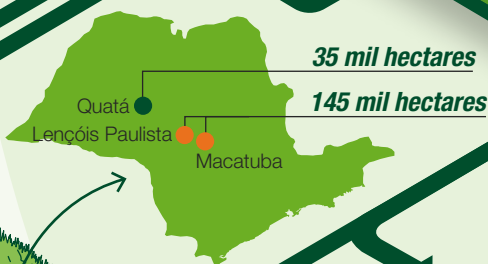 35 mil hectares
145 mil hectares
Quatá
Lençóis Paulista
Macatuba